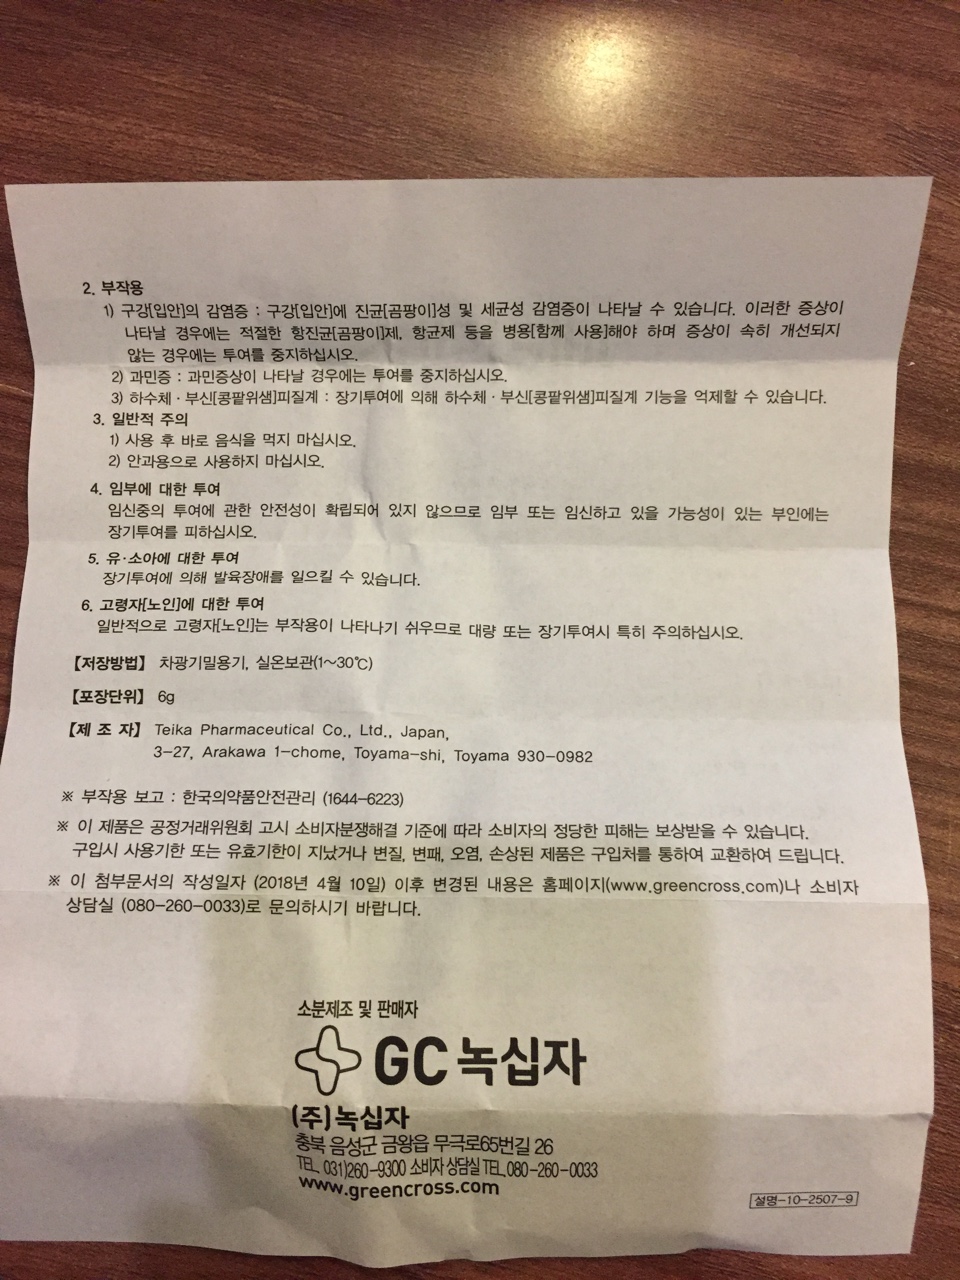 2. 부작용
1) 구강[입안]의 감염증 : 구강[입안]에 진균[곰팡이]성 및 세균성 감염증이 나타날 수 있습니다. 이러한 증상이
나타날 경우에는 적절한 항진균[곰팡이]제, 항균제 등을 병용[함께 사용]해야 하며 증상이 속히 개선되지
않는 경우에는 투여를 중지하십시오.
2) 과민증 : 과민증상이 나타날 경우에는 투여를 중지하십시오.
3) 하수체·부신[콩팥위샘]피질계 : 장기투여에 의해 하수체·부신[콩팥위샘]피질계 기능을 억제할 수 있습니다.
3. 일반적 주의
1) 사용 후 바로 음식을 먹지 마십시오.
2) 안과용으로 사용하지 마십시오.
4. 임부에 대한 투여
임신중의 투여에 관한 안전성이 확립되어 있지 않으므로 임부 또는 임신하고 있을 가능성이 있는 부인에는
장기투여를 피하십시오.
5. 유·소아에 대한 투여
장기투여에 의해 발육장애를 일으킬 수 있습니다.
6. 고령자[노인]에 대한 투여
일반적으로 고령자[노인]는 부작용이 나타나기 쉬우므로 대량 또는 장기투여시 특히 주의하십시오.
【저장방법】 차광기밀용기, 실온보관(1~30℃)
【포장단위】 6g
【제 조 자】 Teika Pharmaceutical Co., Ltd., Japan,
3-27, Arakawa 1-chome, Toyama-shi, Toyama 930-0982
※ 부작용 보고 : 한국의약품안전관리 (1644-6223)
※ 이 제품은 공정거래위원회 고시 소비자분쟁해결 기준에 따라 소비자의 정당한 피해는 보상받을 수 있습니다.
구입시 사용기한 또는 유효기한이 지났거나 변질, 변패, 오염, 손상된 제품은 구입처를 통하여 교환하여 드립니다.
※ 이 첨부문서의 작성일자 (2018년 4월 10일) 이후 변경된 내용은 홈페이지(www.greencross.com)나 소비자
상담실 (080-260-0033)로 문의하시기 바랍니다.
소분제조 및 판매자
GC 녹십자
(주)녹십자
충북 음성군 금왕읍 무극로65번길 26
TEL. 031)260-9300 소비자 상담실 TEL.080-260-0033
www.greencross.com
설명-10-2507-9